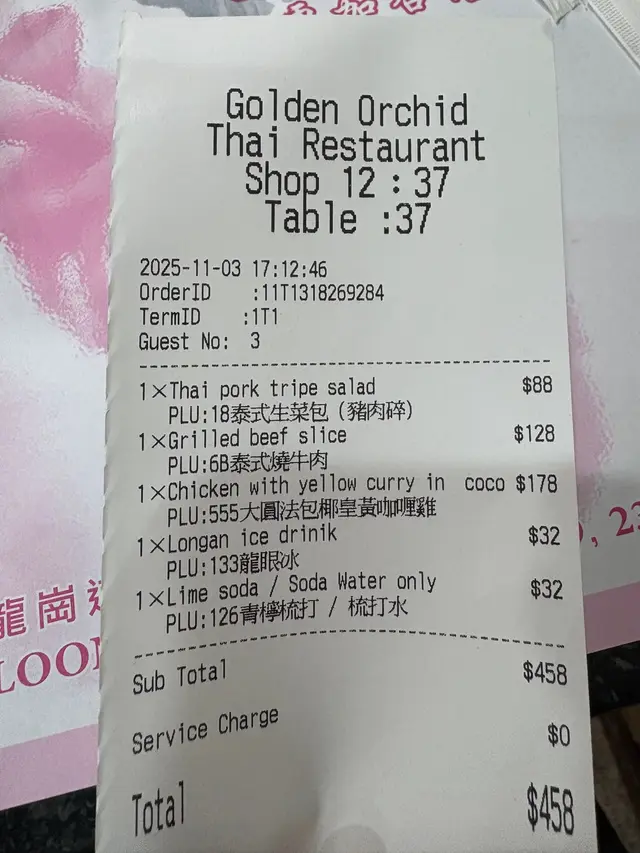 Golden Orchid
Thai Restaurant
Shop 12 : 37
Table :37
2025-11-03 17:12:46
OrderID :11T1318269284
TermID :1T1
Guest No: 3
1×Thai pork tripe salad $88
PLU:18泰式生菜包 (豬肉碎)
1×Grilled beef slice $128
PLU:6B泰式燒牛肉
1×Chicken with yellow curry in coco $178
PLU:555大圓法包椰皇黃咖喱雞
1×Longan ice drinik $32
PLU:133龍眼冰
1×Lime soda / Soda Water only $32
PLU:126青檸梳打 / 梳打水
Sub Total $458
Service Charge $0
Total $458
龍崗
LOON
, 23